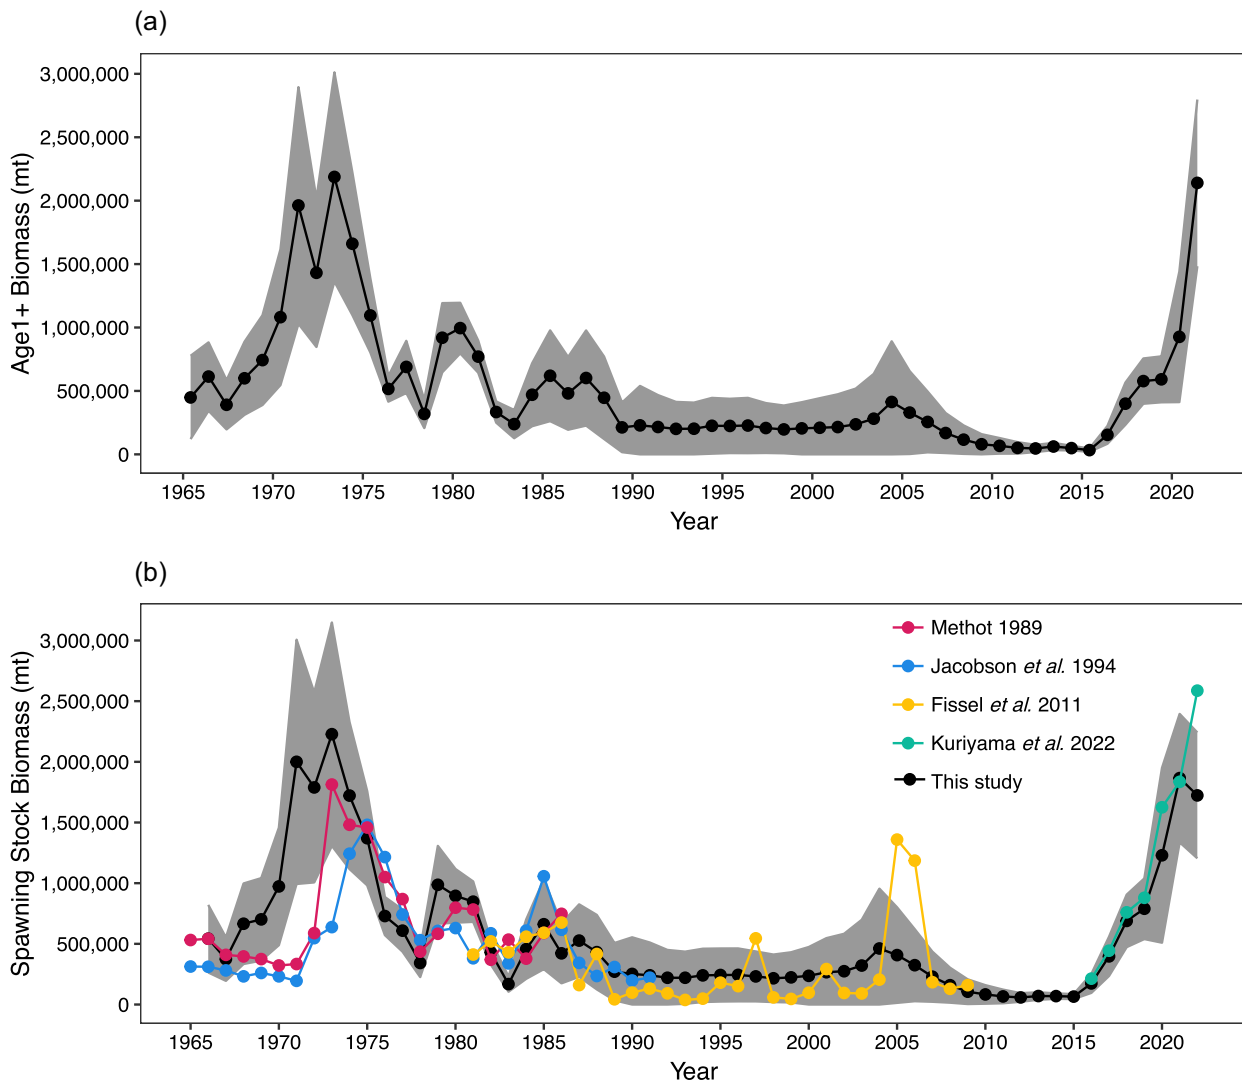 (a)
3,000,000
2,500,000
2,000,000
1,500,000
1,000,000
500,000
0
Age1+ Biomass (mt)
1965 1970 1975 1980 1985 1990 1995 2000 2005 2010 2015 2020
Year
(b)
3,000,000
2,500,000
2,000,000
1,500,000
1,000,000
500,000
0
Spawning Stock Biomass (mt)
Methot 1989
Jacobson et al. 1994
Fissel et al. 2011
Kuriyama et al. 2022
This study
1965 1970 1975 1980 1985 1990 1995 2000 2005 2010 2015 2020
Year